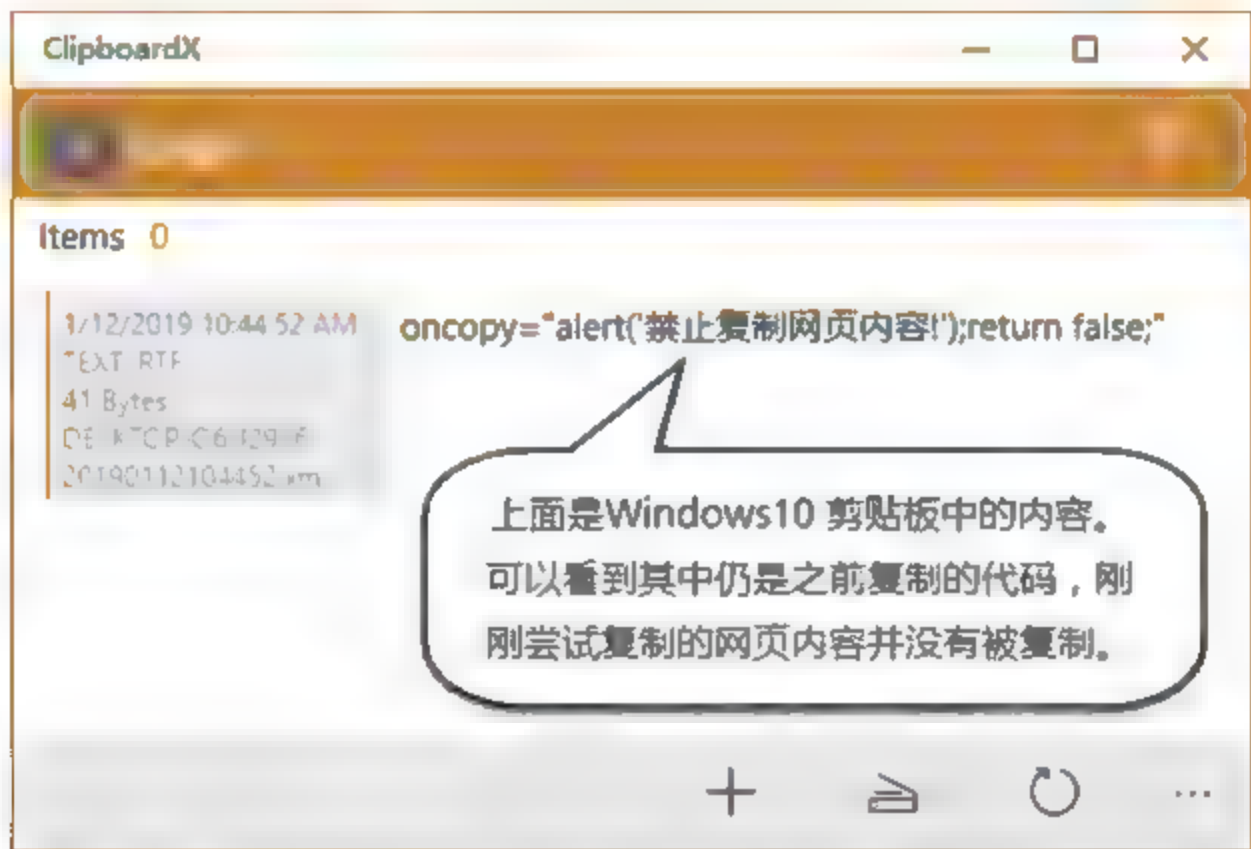 ClipboardX
Items 0
1/12/2019 10:44:52 AM
TEXT RTF
41 Bytes
20190112104452
oncopy="alert('禁止复制网页内容!');return false;"
上面是Windows10 剪贴板中的内容。
可以看到其中仍是之前复制的代码，刚
刚尝试复制的网页内容并没有被复制。